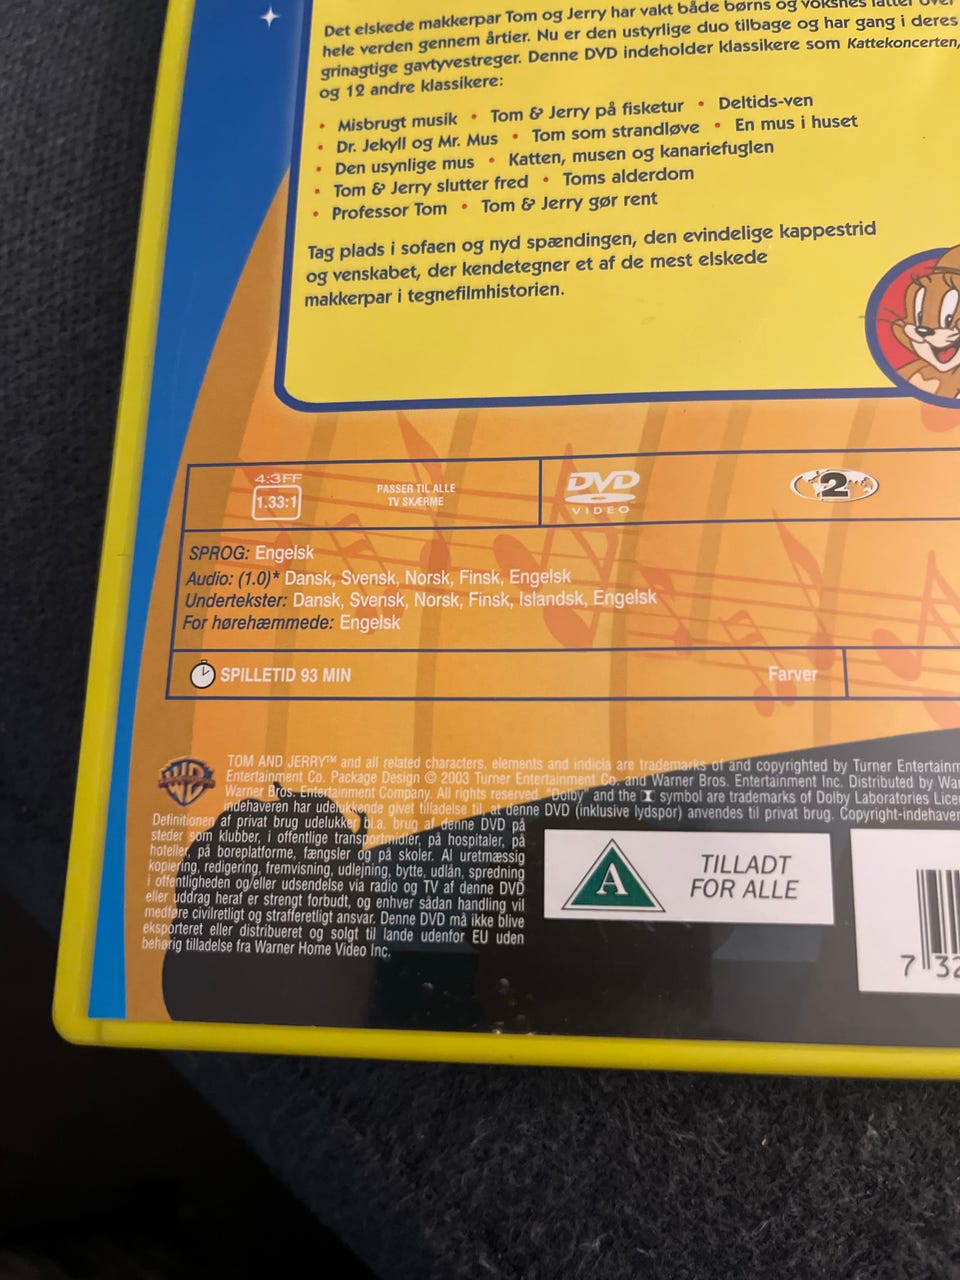 Det elskede makkerpar Tom og Jerry har vakt både børns og voksnes latter over
hele verden gennem årtier. Nu er den ustyrlige duo tilbage og har gang i deres
grinagtige gavtyvestreger. Denne DVD indeholder klassikere som Kattekoncerten,
og 12 andre klassikere:
• Misbrugt musik • Tom & Jerry på fisketur • Deltids-ven
• Dr. Jekyll og Mr. Mus • Tom som strandløve • En mus i huset
• Den usynlige mus • Katten, musen og kanariefuglen
• Tom & Jerry slutter fred • Toms alderdom
• Professor Tom • Tom & Jerry gør rent
Tag plads i sofaen og nyd spændingen, den evindelige kappestrid
og venskabet, der kendetegner et af de mest elskede
makkerpar i tegnefilmhistorien.
4:3FF
1.33:1
PASSER TIL ALLE
TV SKÆRME
DVD
VIDEO
2
SPROG: Engelsk
Audio: (1.0)* Dansk, Svensk, Norsk, Finsk, Engelsk
Undertekster: Dansk, Svensk, Norsk, Finsk, Islandsk, Engelsk
For hørehæmmede: Engelsk
SPILLETID 93 MIN
Farver
WB
TOM AND JERRY™ and all related characters, elements and indicia are trademarks of and copyrighted by Turner Entertainm
Entertainment Co. Package Design © 2003 Turner Entertainment Co. and Warner Bros. Entertainment Inc. Distributed by War
Warner Bros. Entertainment Company. All rights reserved "Dolby" and the symbol are trademarks of Dolby Laboratories Lice
indehaveren har udelukkende givet tilladelse til, at denne DVD (inklusive lydspor) anvendes til privat brug. Copyright-indehaver
Definitionen af privat brug udelukker bl.a. brug af denne DVD på
steder som klubber, i offentlige transportmidler, på hospitaler, på
hoteller, på boreplatforme, fængsler og på skoler. Al uretmæssig
kopiering, redigering, fremvisning, udlejning, bytte, udlån, spredning
i offentligheden og/eller udsendelse via radio og TV af denne DVD
eller uddrag heraf er strengt forbudt, og enhver sådan handling vil
medføre civilretligt og strafferetligt ansvar. Denne DVD må ikke blive
eksporteret eller distribueret og solgt til lande udenfor EU uden
behørig tilladelse fra Warner Home Video Inc.
A
TILLADT
FOR ALLE
7 32